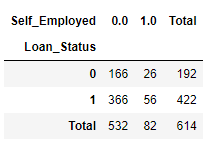 Self_Employed 0.0 1.0 Total
Loan_Status
0 166 26 192
1 366 56 422
Total 532 82 614